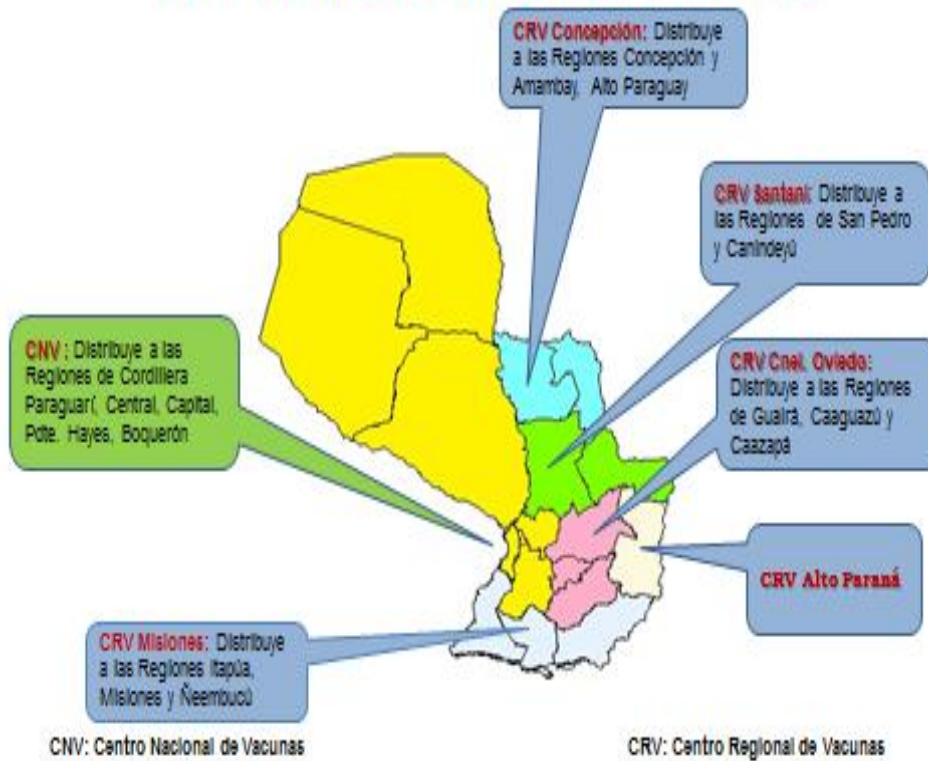 CRV Concepción: Distribuye
a las Regiones Concepción y
Amambay, Alto Paraguay
CRV Santaní: Distribuye a
las Regiones de San Pedro
y Canindeyú
CNV : Distribuye a las
Regiones de Cordillera
Paraguarí, Central, Capital,
Pdte. Hayes, Boquerón
CRV Cnel. Oviedo:
Distribuye a las Regiones
de Guairá, Caaguazú y
Caazapá
CRV Alto Paraná
CRV Misiones: Distribuye
a las Regiones Itapúa,
Misiones y Ñeembucú
CNV: Centro Nacional de Vacunas
CRV: Centro Regional de Vacunas